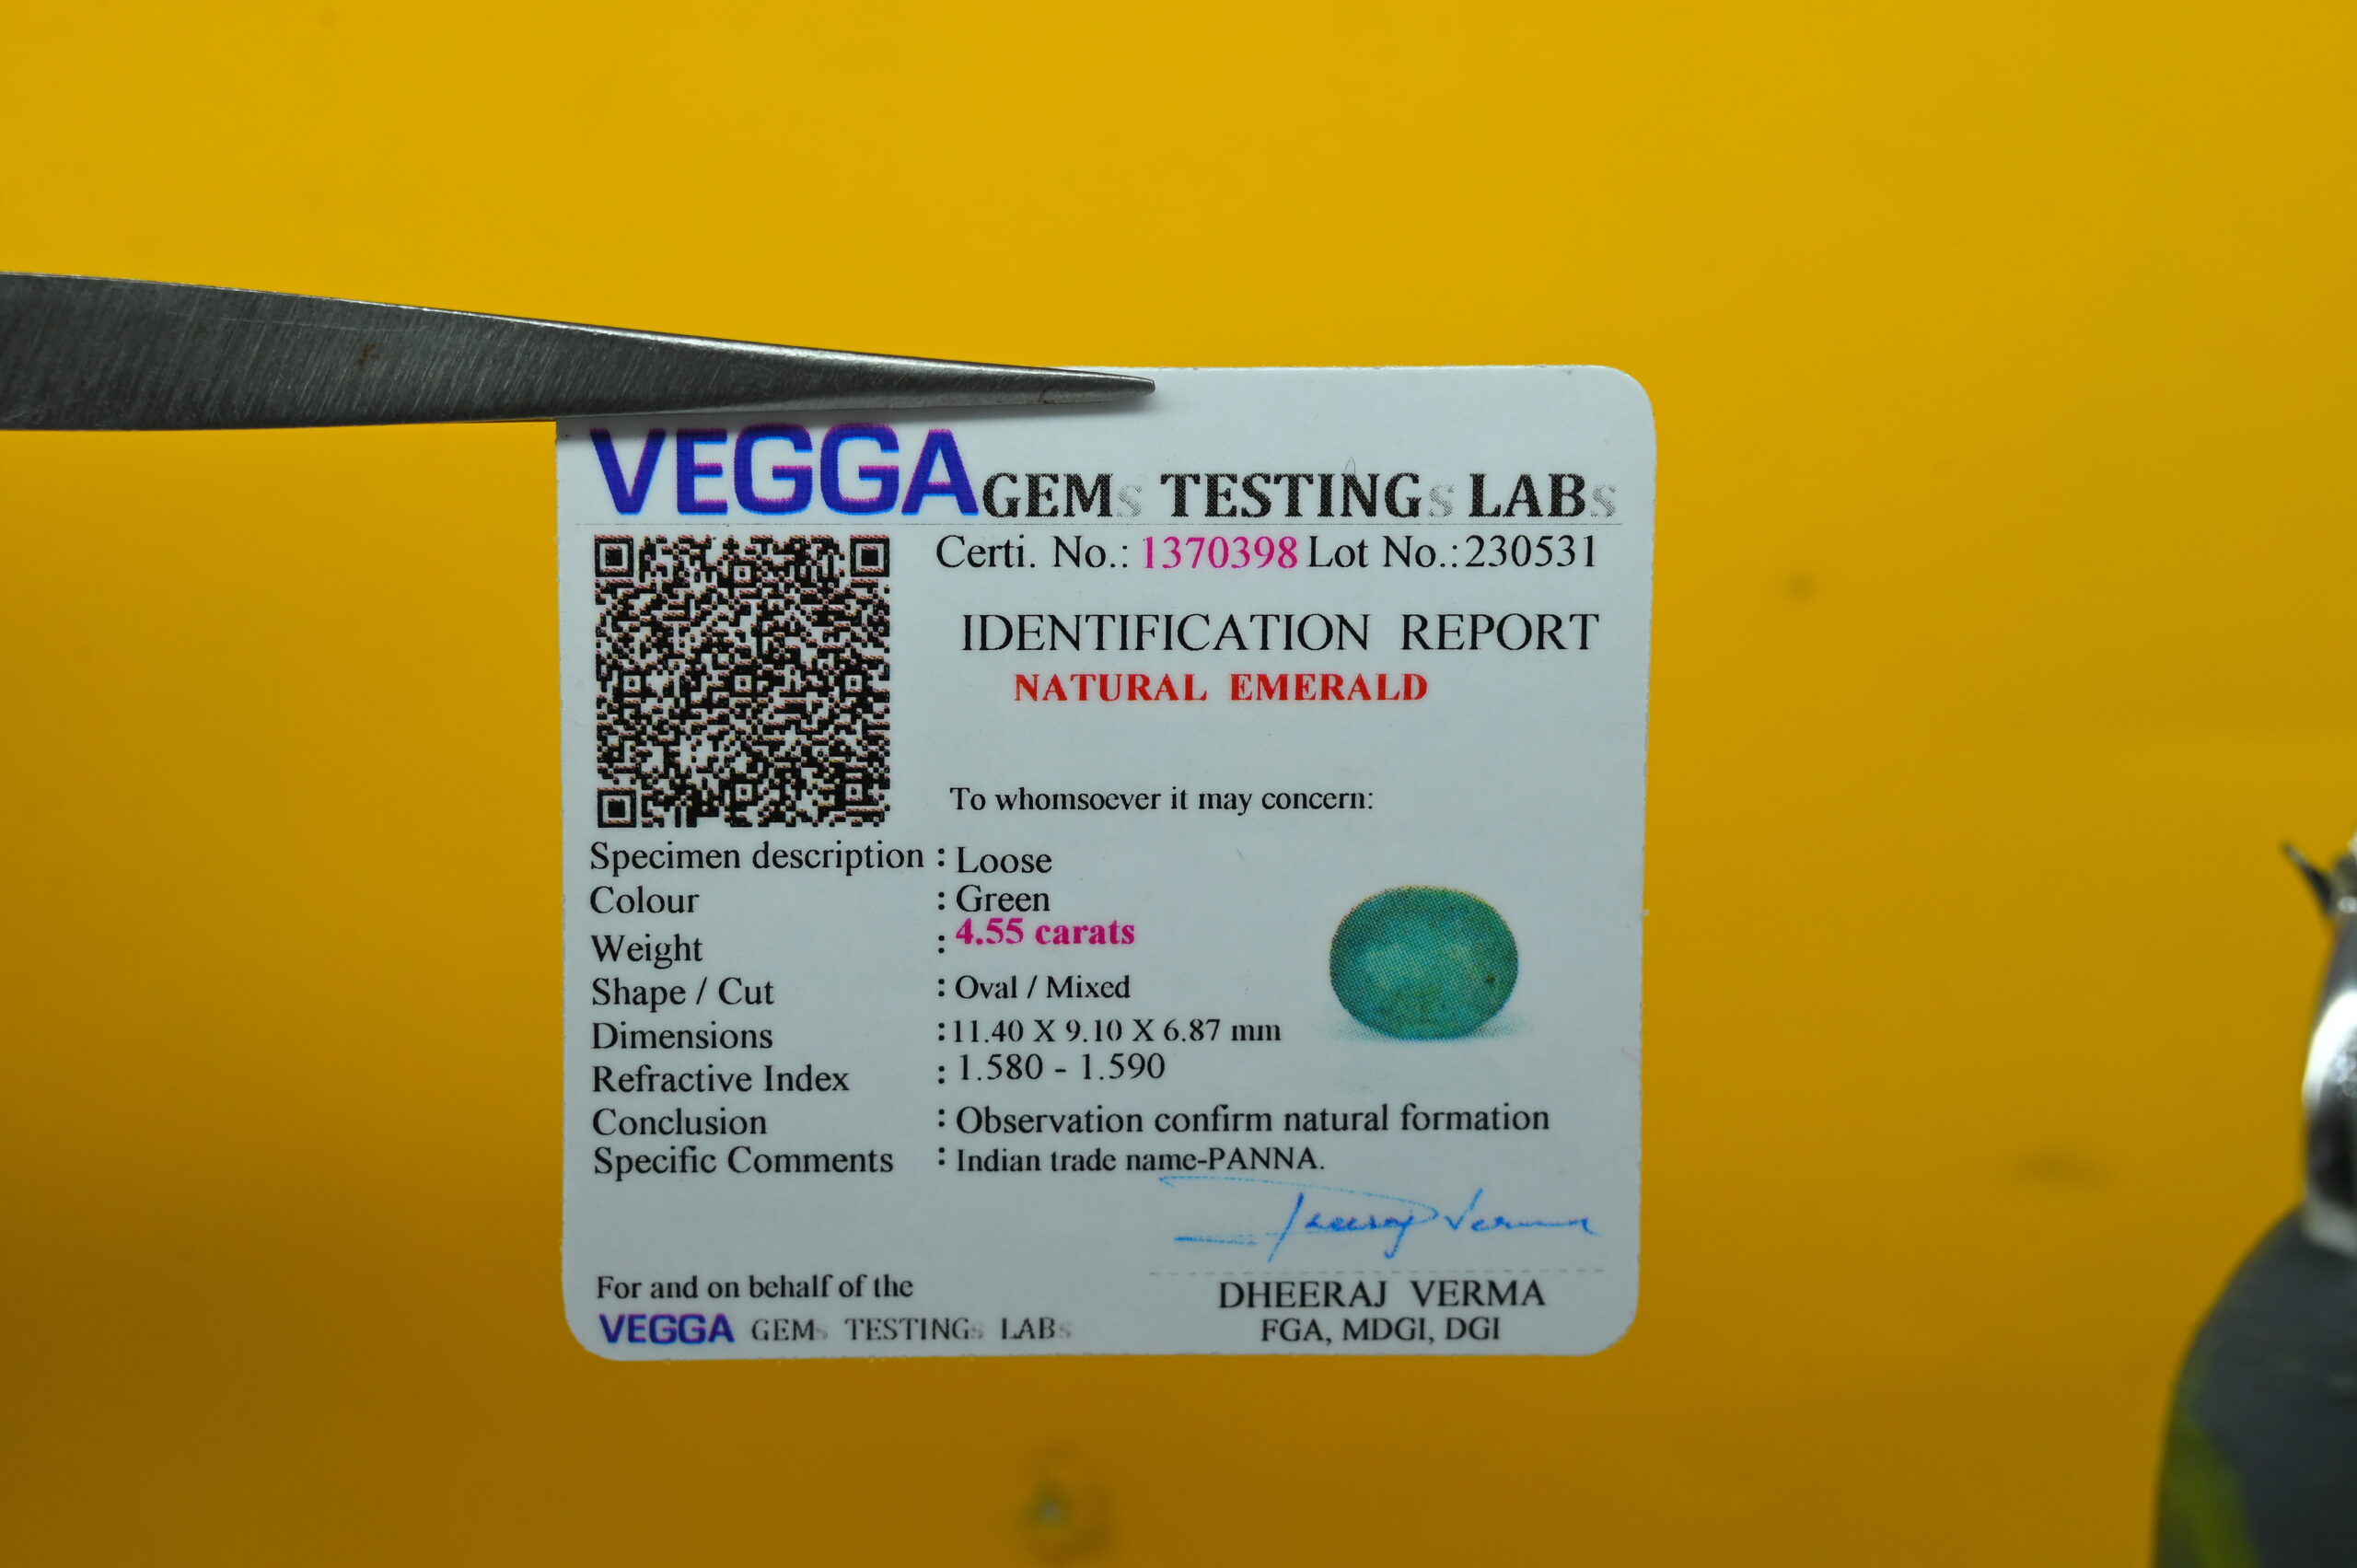 VEGGA GEMs TESTINGs LABs
Certi. No.: 1370398 Lot No.:230531
IDENTIFICATION REPORT
NATURAL EMERALD
To whomsoever it may concern:
Specimen description : Loose
Colour : Green
Weight : 4.55 carats
Shape / Cut : Oval / Mixed
Dimensions :11.40 X 9.10 X 6.87 mm
Refractive Index : 1.580 - 1.590
Conclusion : Observation confirm natural formation
Specific Comments : Indian trade name-PANNA.
Dheeraj Verma
For and on behalf of the
VEGGA GEMs TESTINGs LABs
DHEERAJ VERMA
FGA, MDGI, DGI